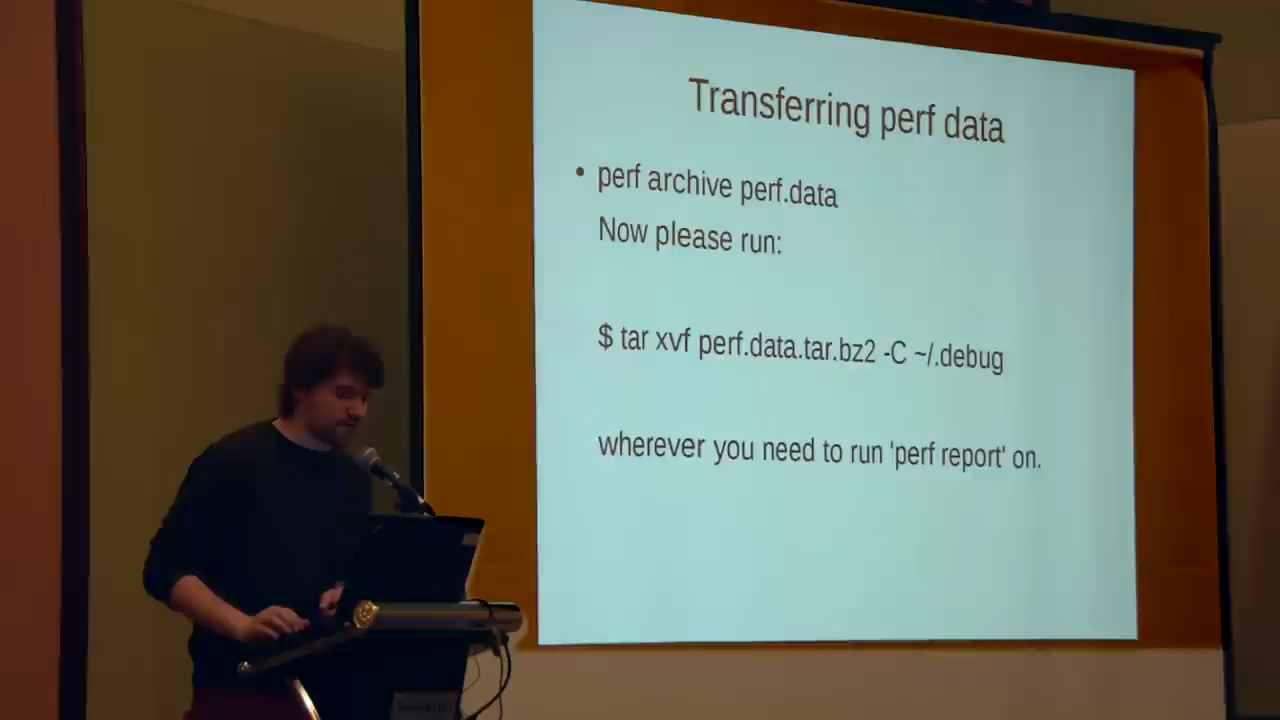 Transferring perf data
• perf archive perf.data
Now please run:
$ tar xvf perf.data.tar.bz2 -C ~/.debug
wherever you need to run 'perf report' on.